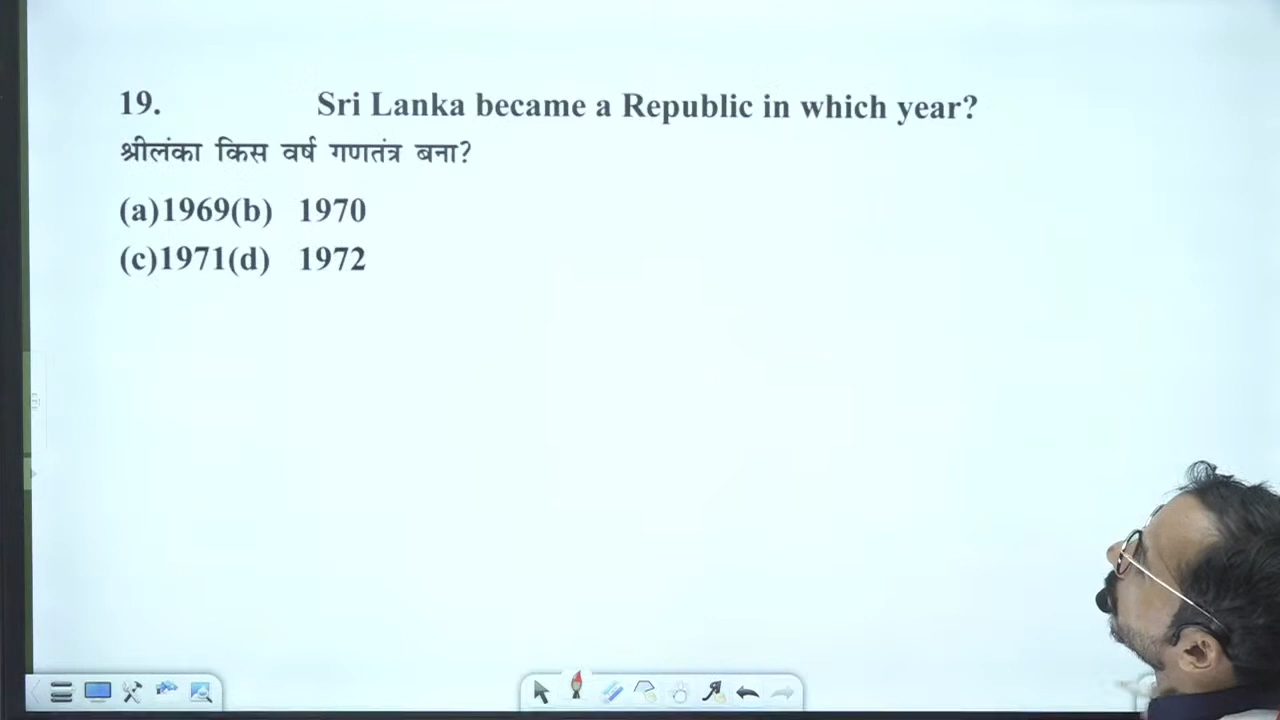 19. Sri Lanka became a Republic in which year?
श्रीलंका किस वर्ष गणतंत्र बना?
(a)1969(b) 1970
(c)1971(d) 1972